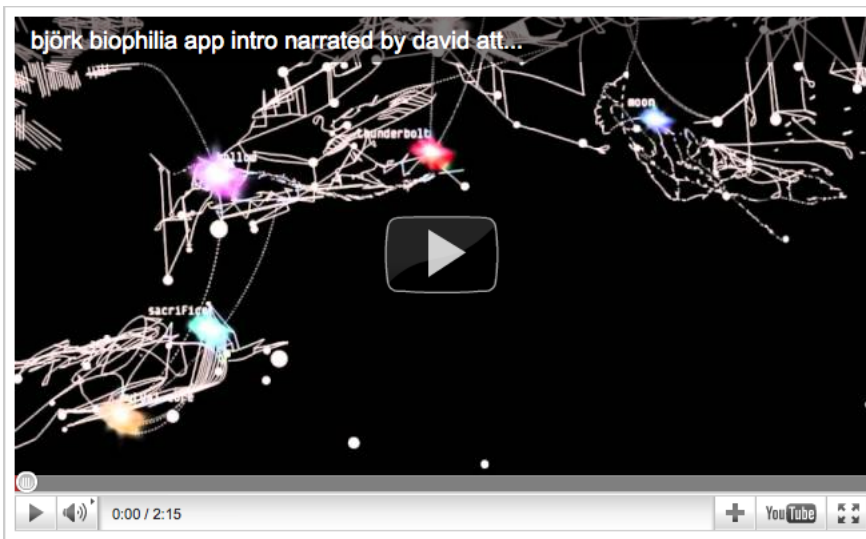 björk biophilia app intro narrated by david att...
moon
thunderbolt
sacrifice
0:00 / 2:15
YouTube